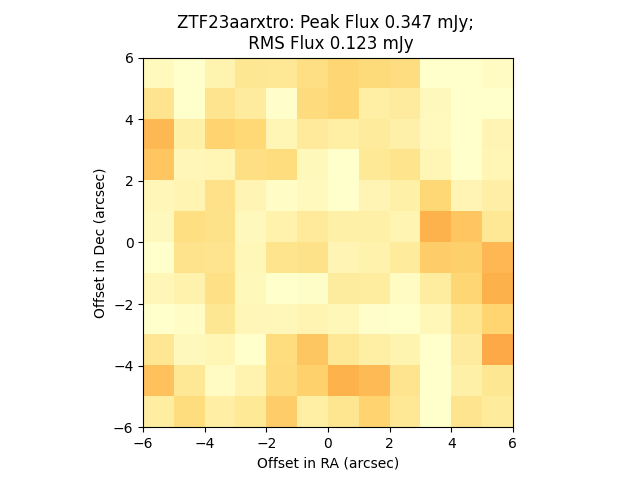 ZTF23aarxtro: Peak Flux 0.347 mJy;
RMS Flux 0.123 mJy
6
4
2
0
−2
−4
−6
Offset in Dec (arcsec)
−6 −4 −2 0 2 4 6
Offset in RA (arcsec)